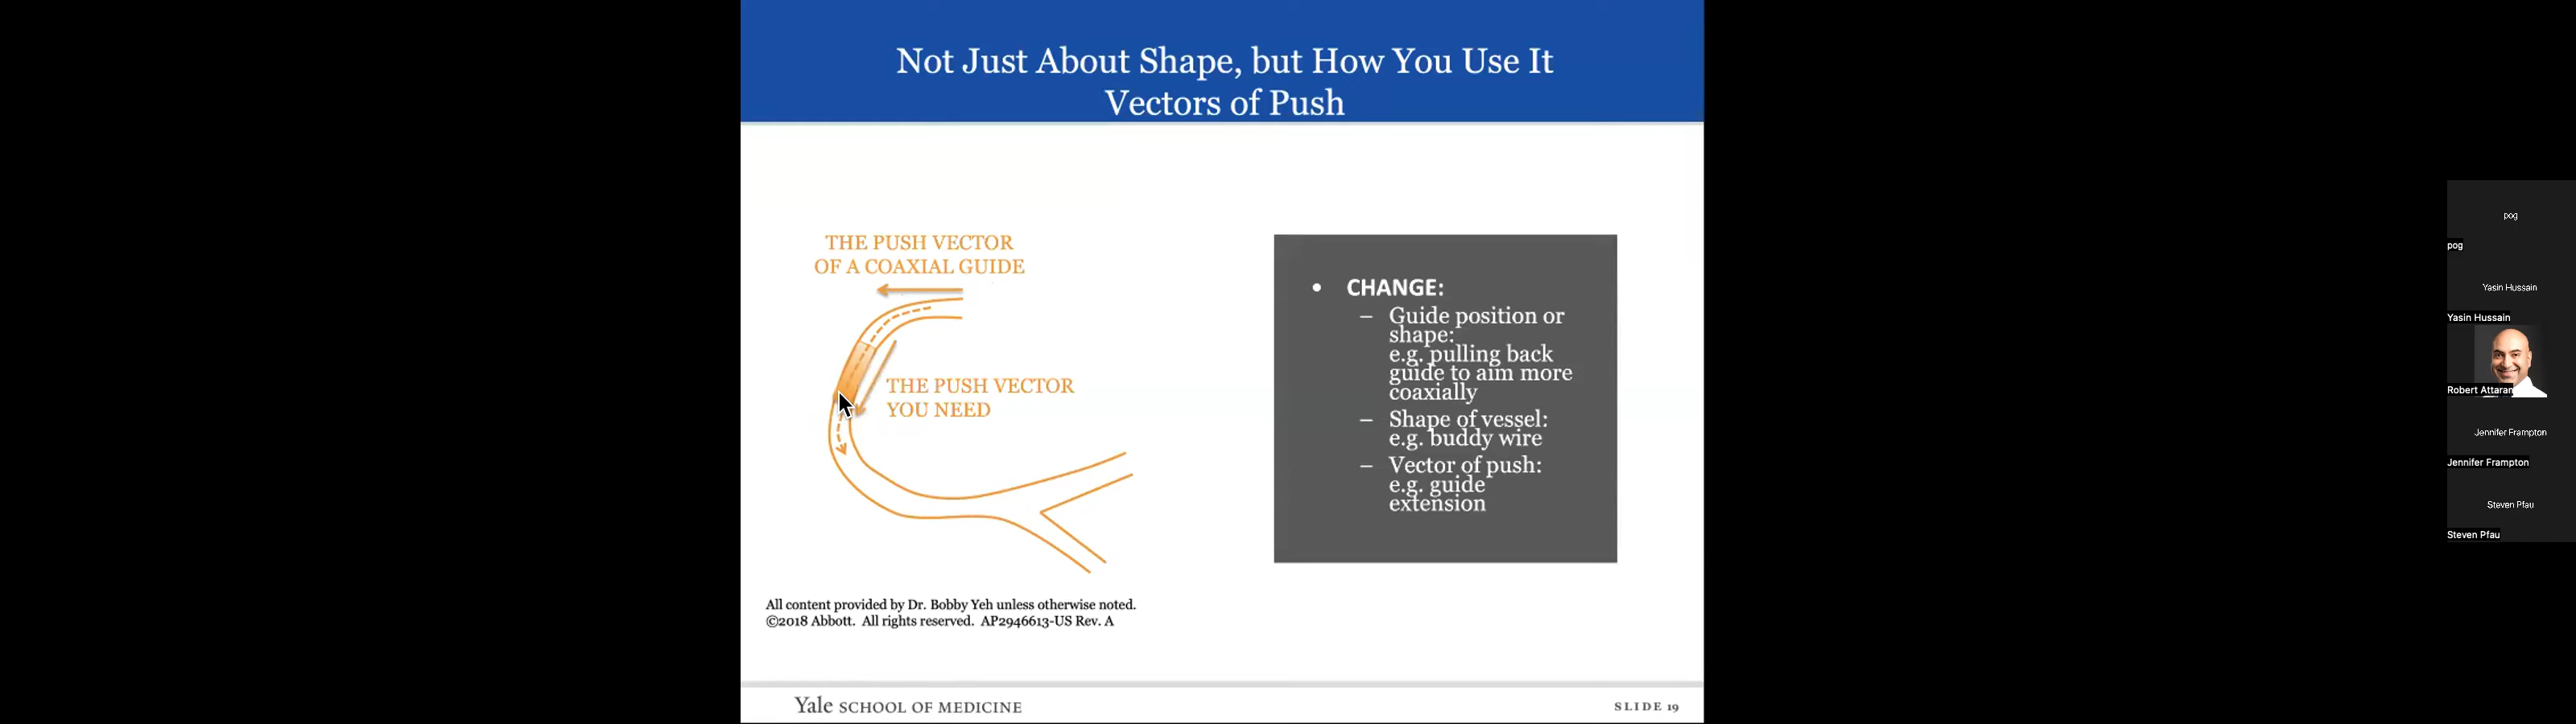 Not Just About Shape, but How You Use It
Vectors of Push
THE PUSH VECTOR
OF A COAXIAL GUIDE
THE PUSH VECTOR
YOU NEED
• CHANGE:
– Guide position or
shape:
e.g. pulling back
guide to aim more
coaxially
– Shape of vessel:
e.g. buddy wire
– Vector of push:
e.g. guide
extension
All content provided by Dr. Bobby Yeh unless otherwise noted.
©2018 Abbott. All rights reserved. AP2946613-US Rev. A
Yale SCHOOL OF MEDICINE
SLIDE 19
pog
pog
Yasin Hussain
Yasin Hussain
Robert Attaran
Jennifer Frampton
Jennifer Frampton
Steven Pfau
Steven Pfau